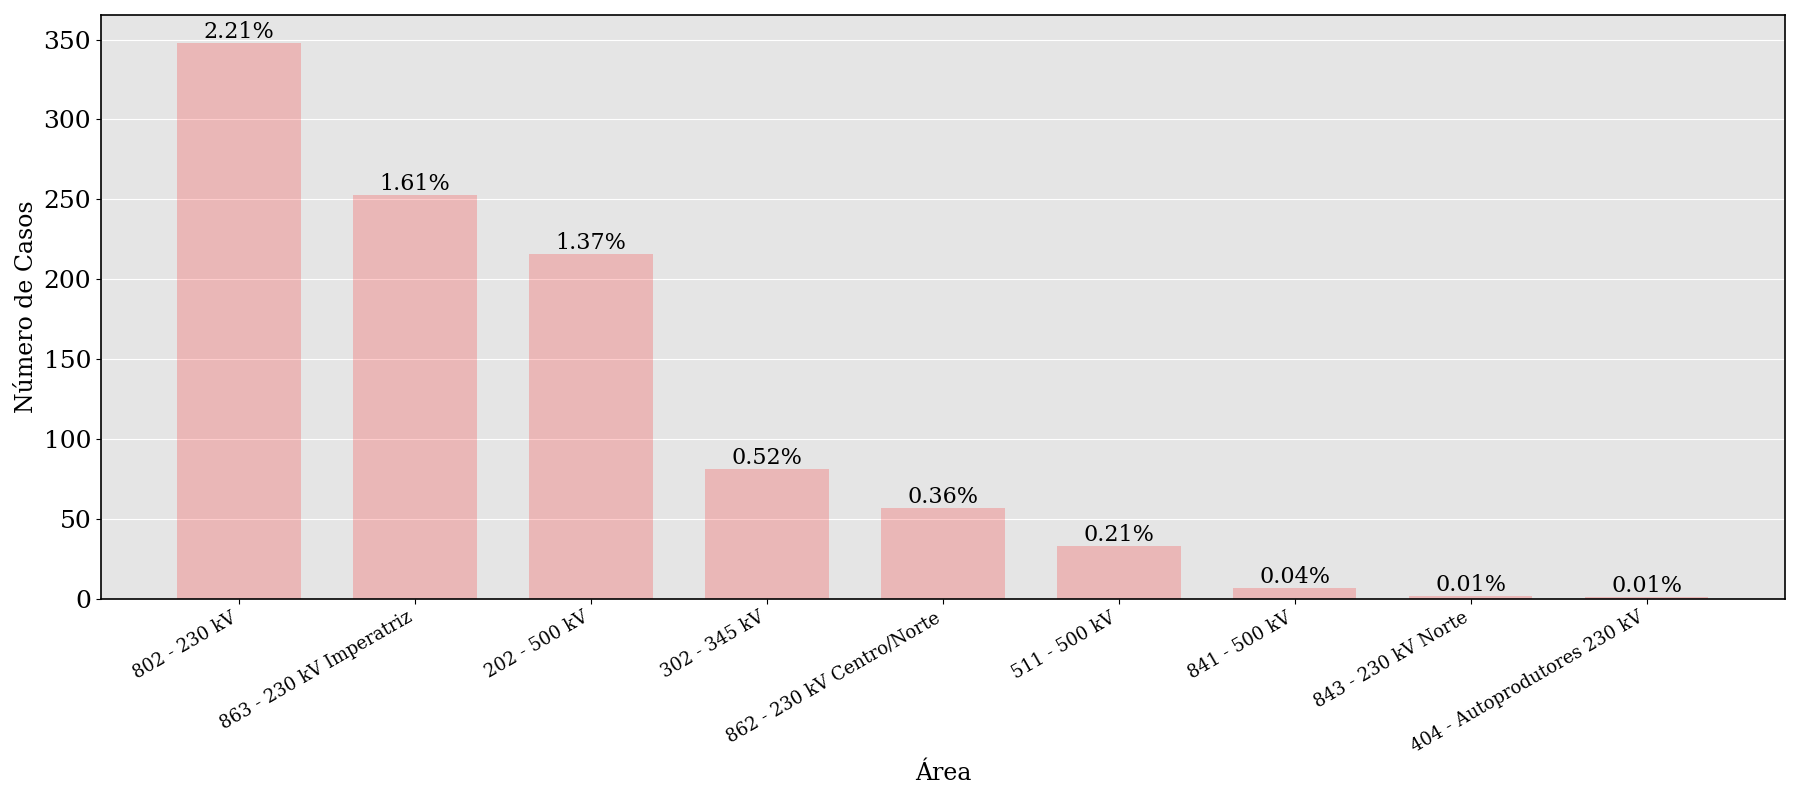 2.21%
1.61%
1.37%
0.52%
0.36%
0.21%
0.04%
0.01%
0.01%
350
300
250
200
150
100
50
0
Número de Casos
802 - 230 kV
863 - 230 kV Imperatriz
202 - 500 kV
302 - 345 kV
862 - 230 kV Centro/Norte
511 - 500 kV
841 - 500 kV
843 - 230 kV Norte
404 - Autoprodutores 230 kV
Área